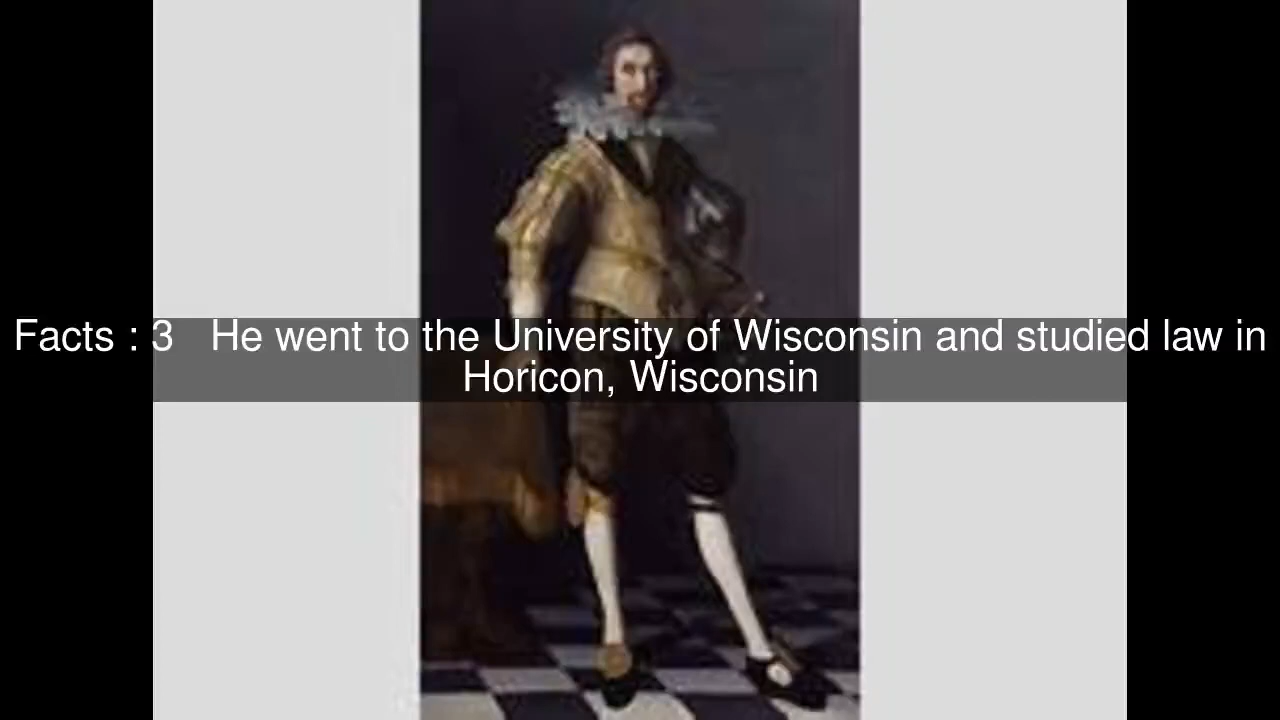 Facts : 3   He went to the University of Wisconsin and studied law in
Horicon, Wisconsin